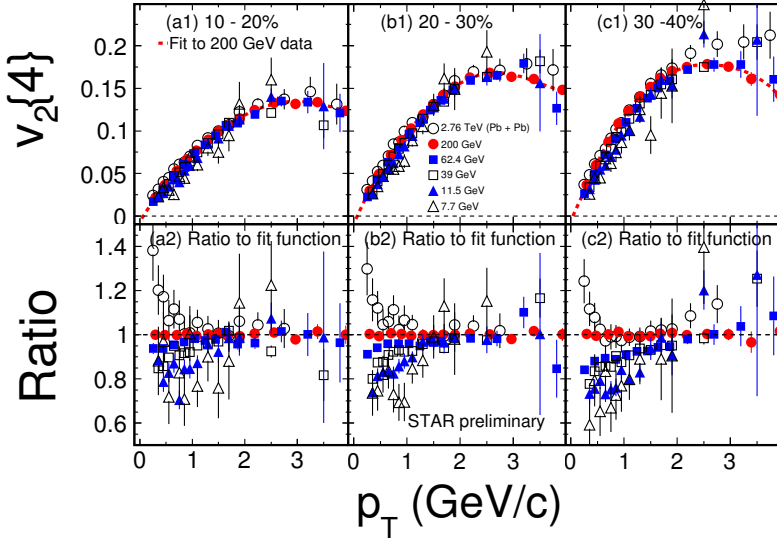 (a1) 10 - 20%
(b1) 20 - 30%
(c1) 30 -40%
Fit to 200 GeV data
v2{4}
0.2
0.15
0.1
0.05
0
2.76 TeV (Pb + Pb)
200 GeV
62.4 GeV
39 GeV
11.5 GeV
7.7 GeV
(a2) Ratio to fit function
(b2) Ratio to fit function
(c2) Ratio to fit function
Ratio
1.4
1.2
1
0.8
0.6
STAR preliminary
0 1 2 3 0 1 2 3 0 1 2 3
pT (GeV/c)